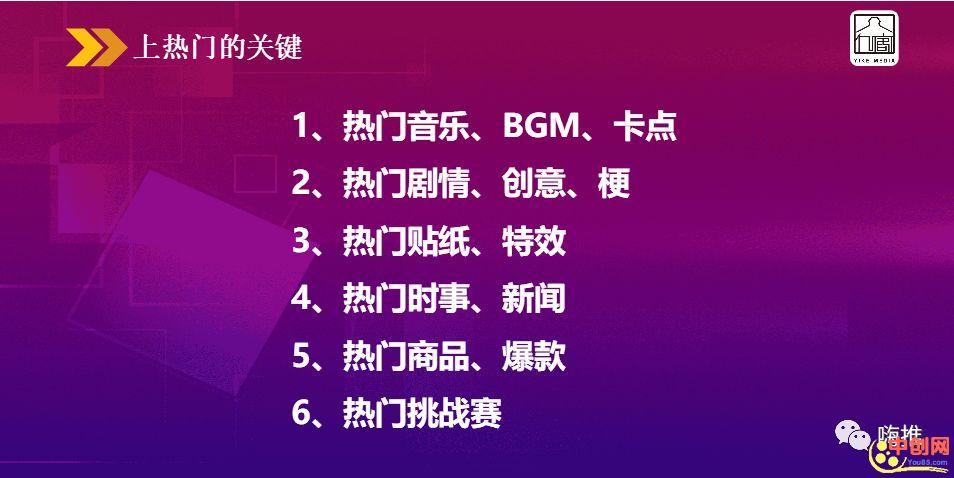 上热门的关键
YIKE MEDIA
1、热门音乐、BGM、卡点
2、热门剧情、创意、梗
3、热门贴纸、特效
4、热门时事、新闻
5、热门商品、爆款
6、热门挑战赛
嗨推
中创网
You85.com